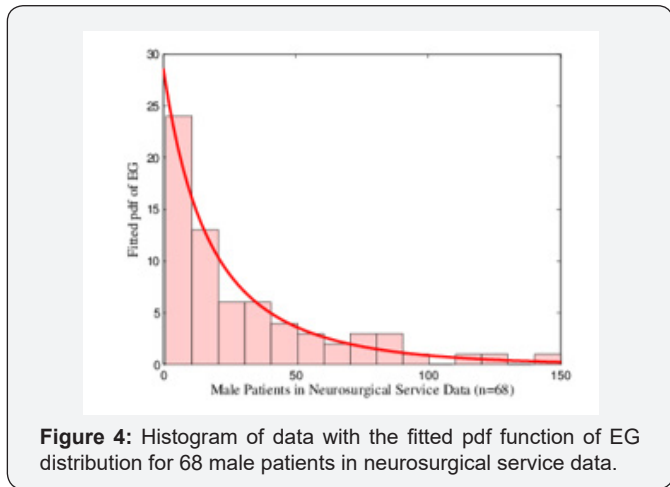 30
25
20
15
10
5
0
Fitted pdf of EG
0 50 100 150
Male Patients in Neurosurgical Service Data (n=68)
Figure 4: Histogram of data with the fitted pdf function of EG
distribution for 68 male patients in neurosurgical service data.